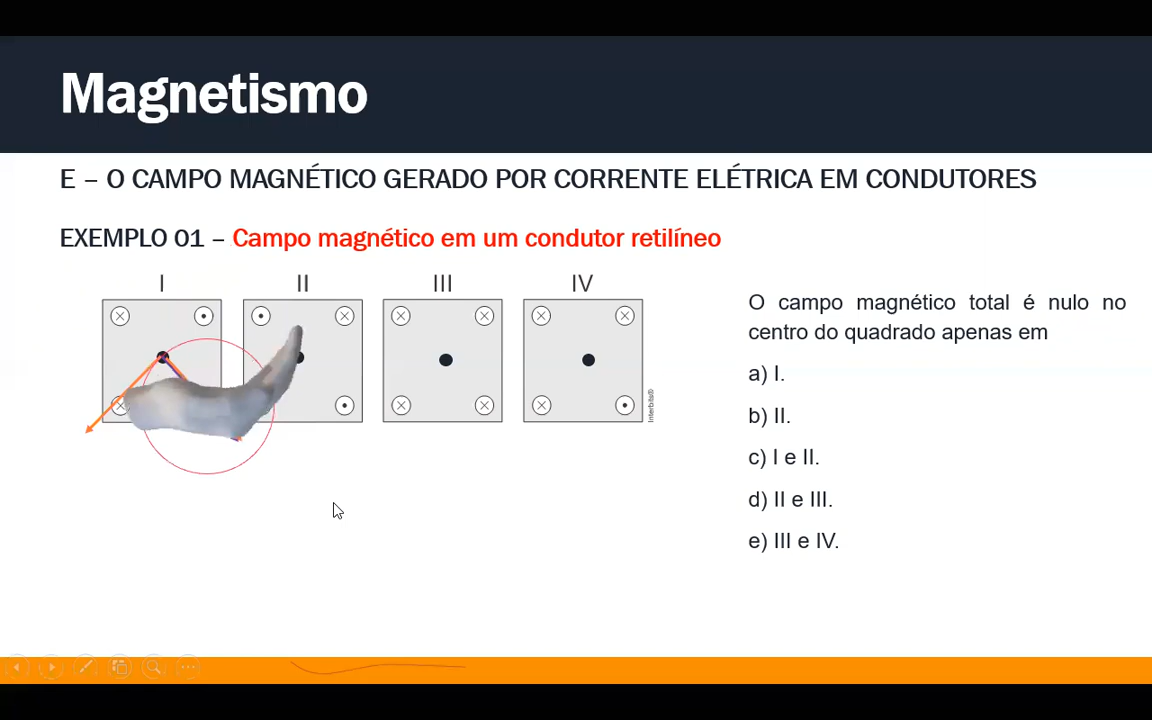 Magnetismo
E – O CAMPO MAGNÉTICO GERADO POR CORRENTE ELÉTRICA EM CONDUTORES
EXEMPLO 01 – Campo magnético em um condutor retilíneo
I II III IV
O campo magnético total é nulo no
centro do quadrado apenas em
a) I.
b) II.
c) I e II.
d) II e III.
e) III e IV.
Interbits®